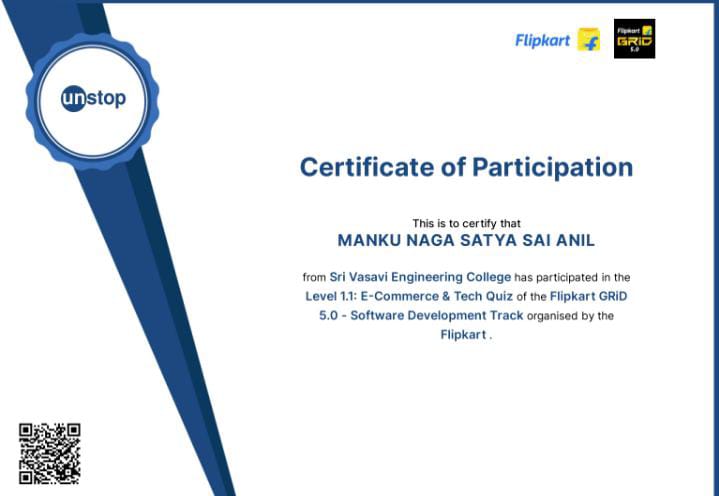 Flipkart
Flipkart
GRiD
5.0
unstop
Certificate of Participation
This is to certify that
MANKU NAGA SATYA SAI ANIL
from Sri Vasavi Engineering College has participated in the
Level 1.1: E-Commerce & Tech Quiz of the Flipkart GRiD
5.0 - Software Development Track organised by the
Flipkart .